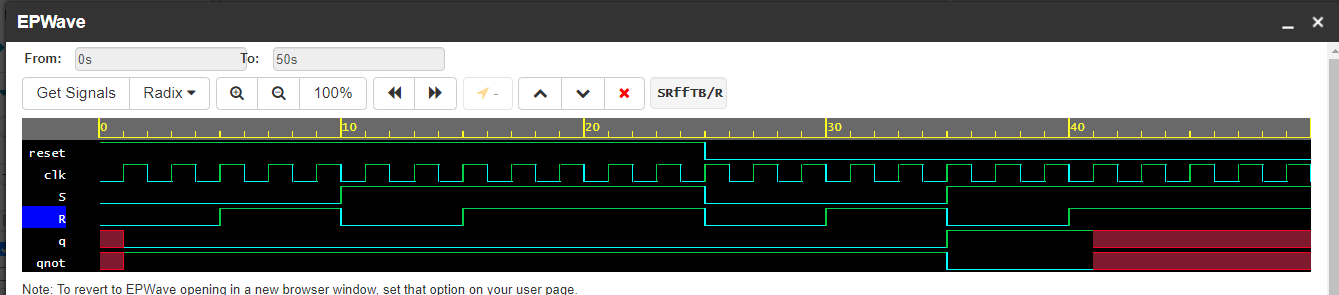 EPWave
From: 0s To: 50s
Get Signals Radix 100% - SRffTB/R
0 10 20 30 40
reset
clk
S
R
q
qnot
Note: To revert to EPWave opening in a new browser window, set that option on your user page.